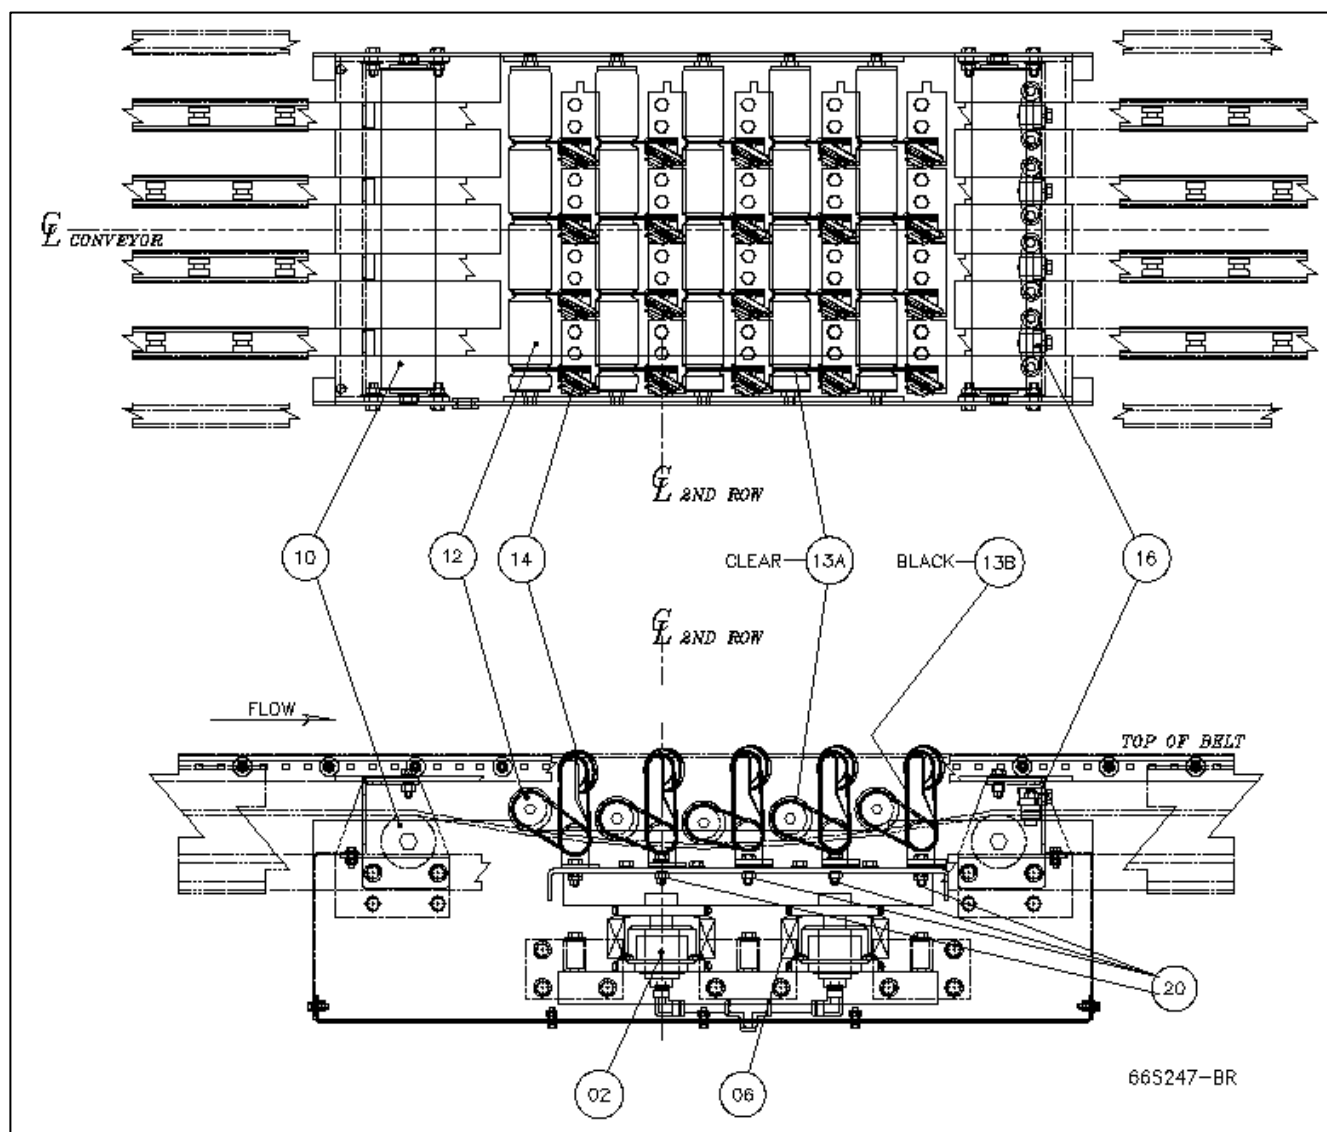 ℄ CONVEYOR
℄ 2ND ROW
10
12
14
CLEAR 13A
BLACK 13B
16
℄ 2ND ROW
FLOW
TOP OF BELT
20
02
06
66S247-BR